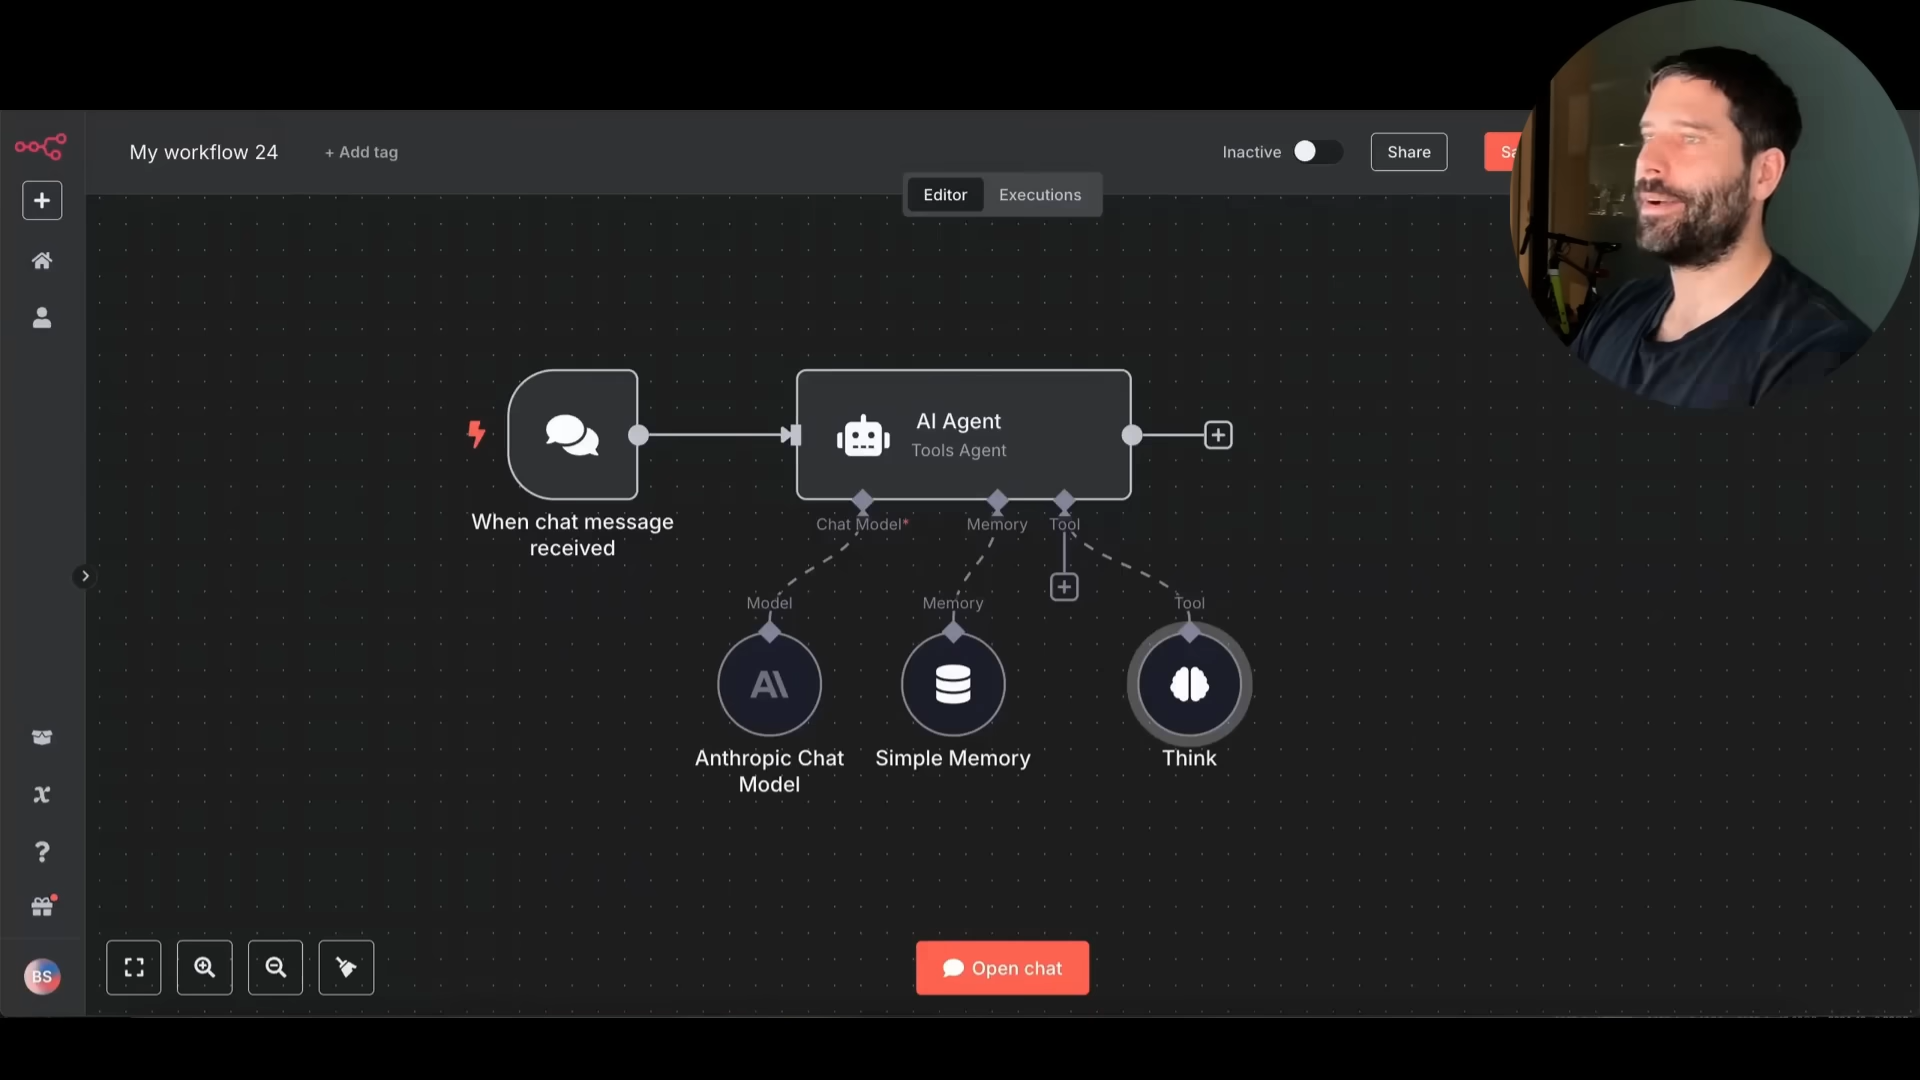 My workflow 24
+ Add tag
Inactive
Share
Editor
Executions
AI Agent
Tools Agent
When chat message
received
Chat Model*
Memory
Tool
Model
Memory
Tool
Anthropic Chat
Model
Simple Memory
Think
Open chat
BS